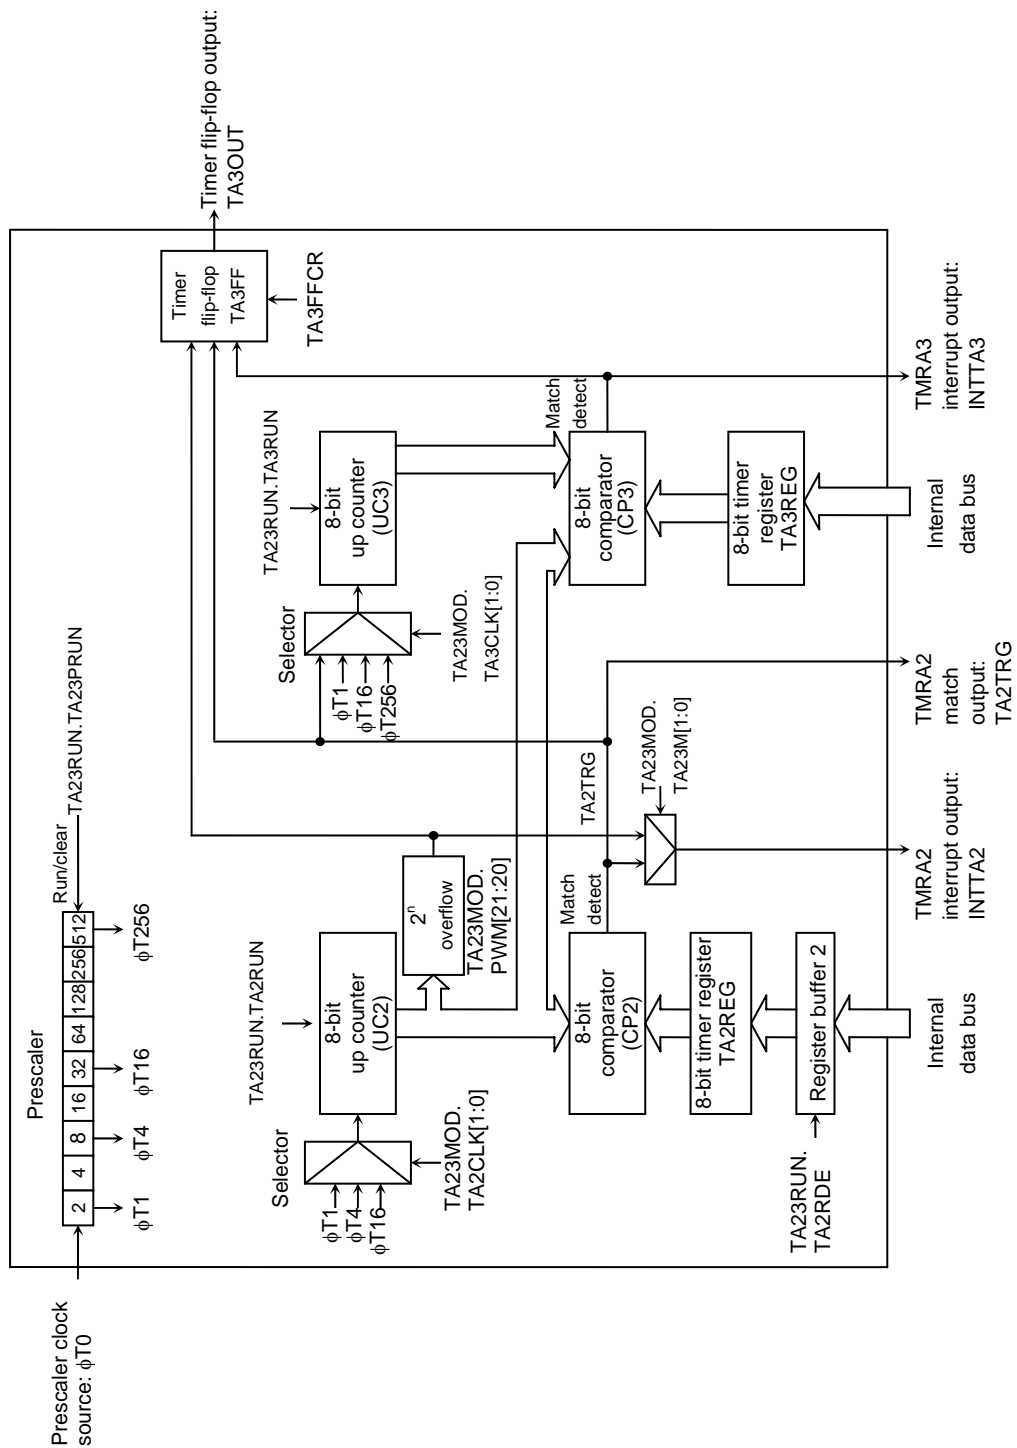 Prescaler clock
source: ϕT0
Prescaler
2 4 8 16 32 64 128 256 512
Run/clear
TA23RUN.TA23PRUN
ϕT1
ϕT4
ϕT16
ϕT256
Selector
ϕT1
ϕT4
ϕT16
TA23MOD.
TA2CLK[1:0]
TA23RUN.TA2RUN
8-bit
up counter
(UC2)
2ⁿ
overflow
TA23MOD.
PWM[21:20]
Selector
ϕT1
ϕT16
ϕT256
TA23MOD.
TA3CLK[1:0]
TA23RUN.TA3RUN
8-bit
up counter
(UC3)
Timer
flip-flop
TA3FF
TA3FFCR
Timer flip-flop output:
TA3OUT
8-bit
comparator
(CP2)
Match
detect
TA2TRG
TA23MOD.
TA23M[1:0]
8-bit
comparator
(CP3)
Match
detect
8-bit timer register
TA2REG
Register buffer 2
TA23RUN.
TA2RDE
8-bit timer
register
TA3REG
Internal
data bus
TMRA2
interrupt output:
INTTA2
TMRA2
match
output:
TA2TRG
Internal
data bus
TMRA3
interrupt output:
INTTA3